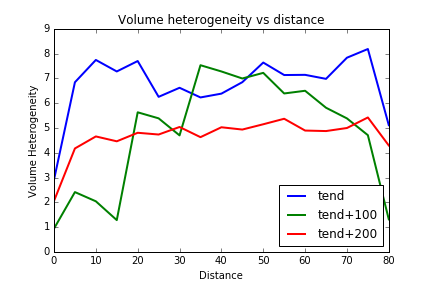 Volume heterogeneity vs distance
Volume Heterogeneity
9
8
7
6
5
4
3
2
1
0
tend
tend+100
tend+200
0 10 20 30 40 50 60 70 80
Distance